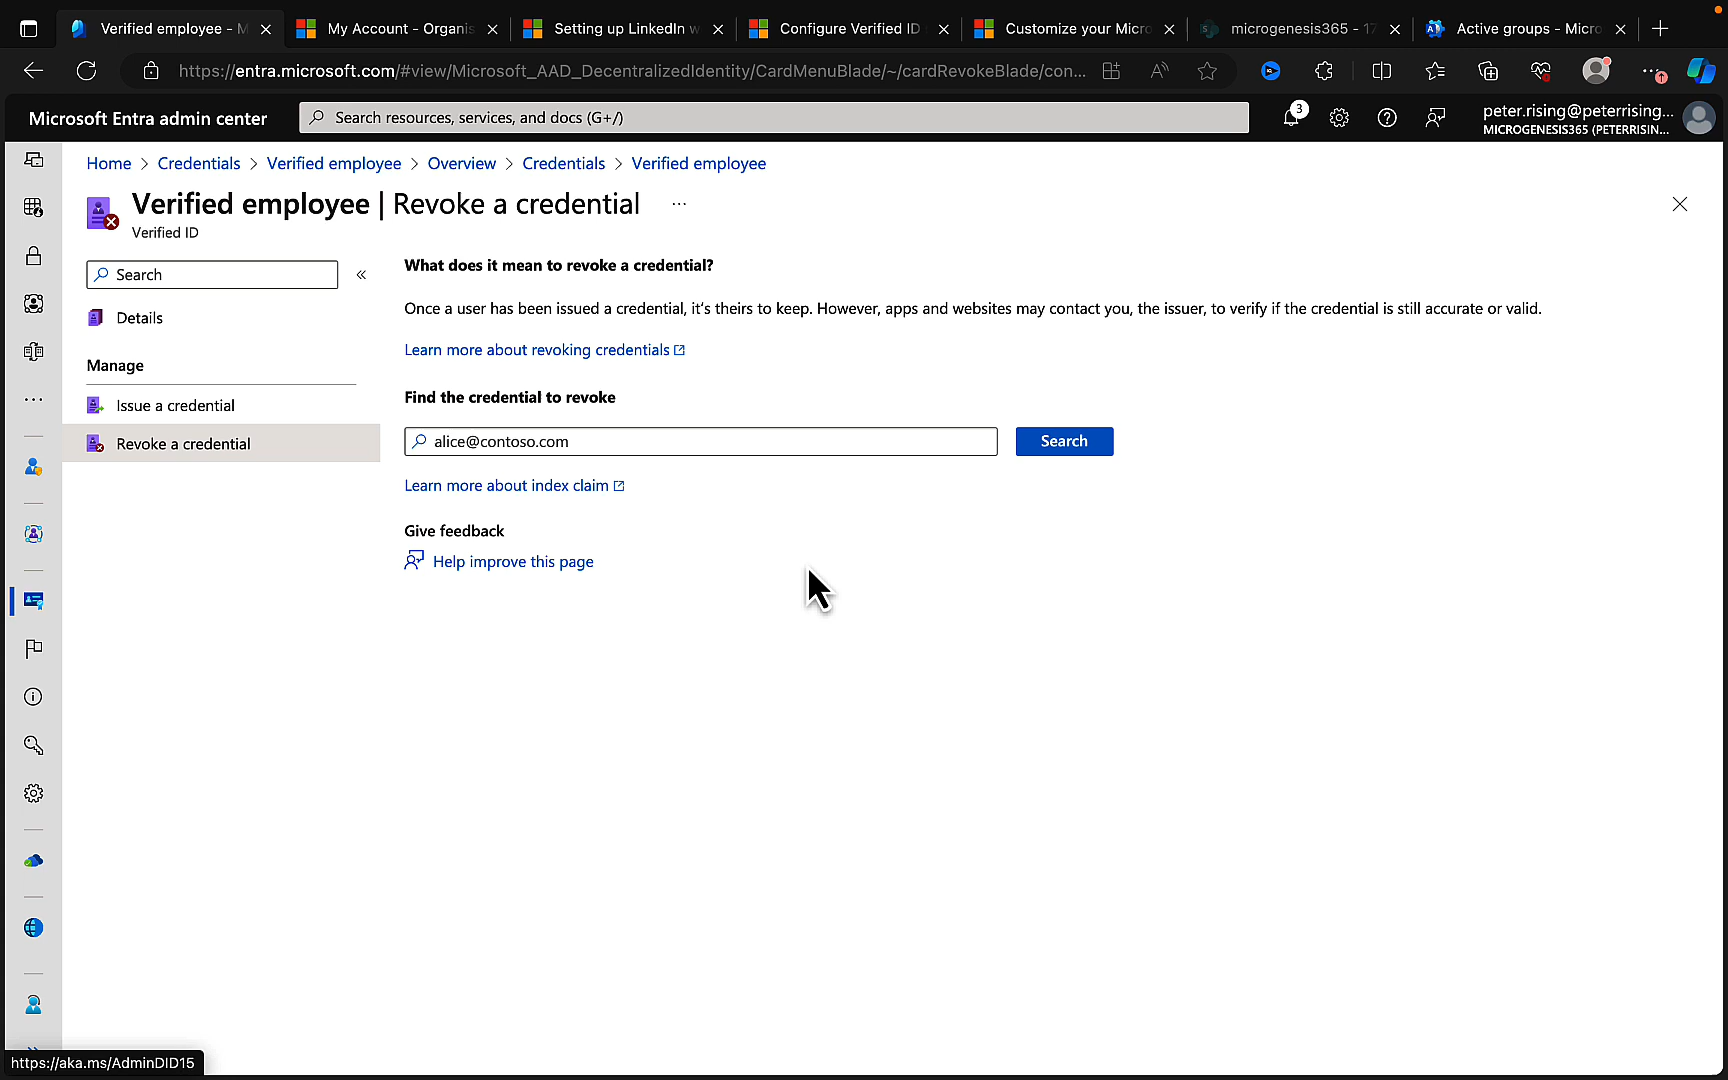 Verified employee - M
My Account - Organis
Setting up LinkedIn w
Configure Verified ID
Customize your Micro
microgenesis365 - 17
Active groups - Micro
https://entra.microsoft.com/#view/Microsoft_AAD_DecentralizedIdentity/CardMenuBlade/~/cardRevokeBlade/con...
Microsoft Entra admin center
Search resources, services, and docs (G+/)
3
peter.rising@peterrising...
MICROGENESIS365 (PETERRISIN...
Home > Credentials > Verified employee > Overview > Credentials > Verified employee
Verified employee | Revoke a credential ...
Verified ID
Search
Details
Manage
Issue a credential
Revoke a credential
What does it mean to revoke a credential?
Once a user has been issued a credential, it's theirs to keep. However, apps and websites may contact you, the issuer, to verify if the credential is still accurate or valid.
Learn more about revoking credentials
Find the credential to revoke
alice@contoso.com
Search
Learn more about index claim
Give feedback
Help improve this page
https://aka.ms/AdminDID15